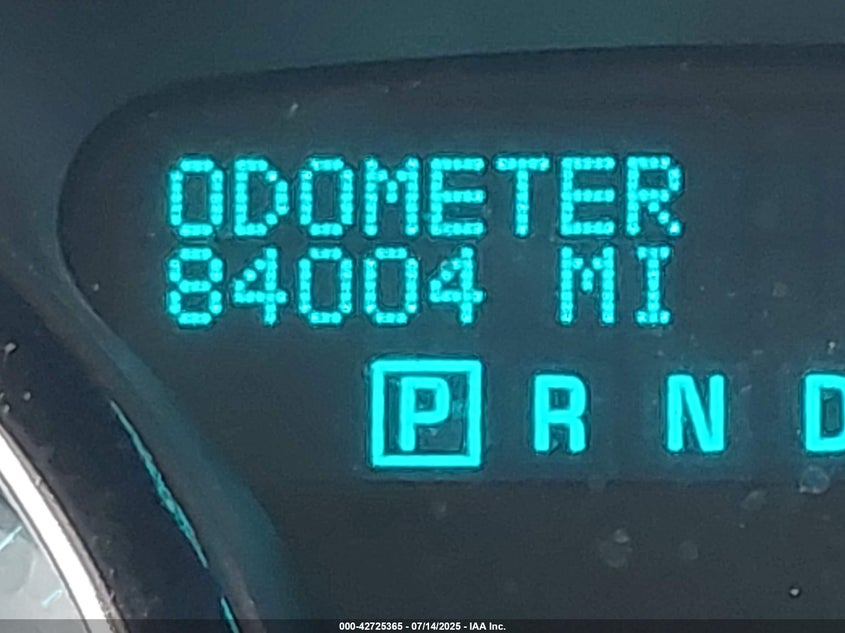 ODOMETER
84004 MI
P R N D
000-42725365 - 07/14/2025 - IAA Inc.